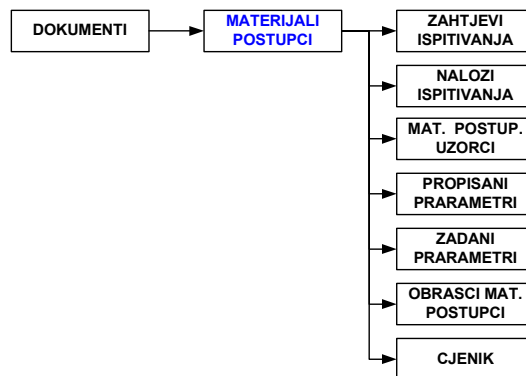 DOKUMENTI
MATERIJALI
POSTUPCI
ZAHTJEVI
ISPITIVANJA
NALOZI
ISPITIVANJA
MAT. POSTUP.
UZORCI
PROPISANI
PRARAMETRI
ZADANI
PRARAMETRI
OBRASCI MAT.
POSTUPCI
CJENIK